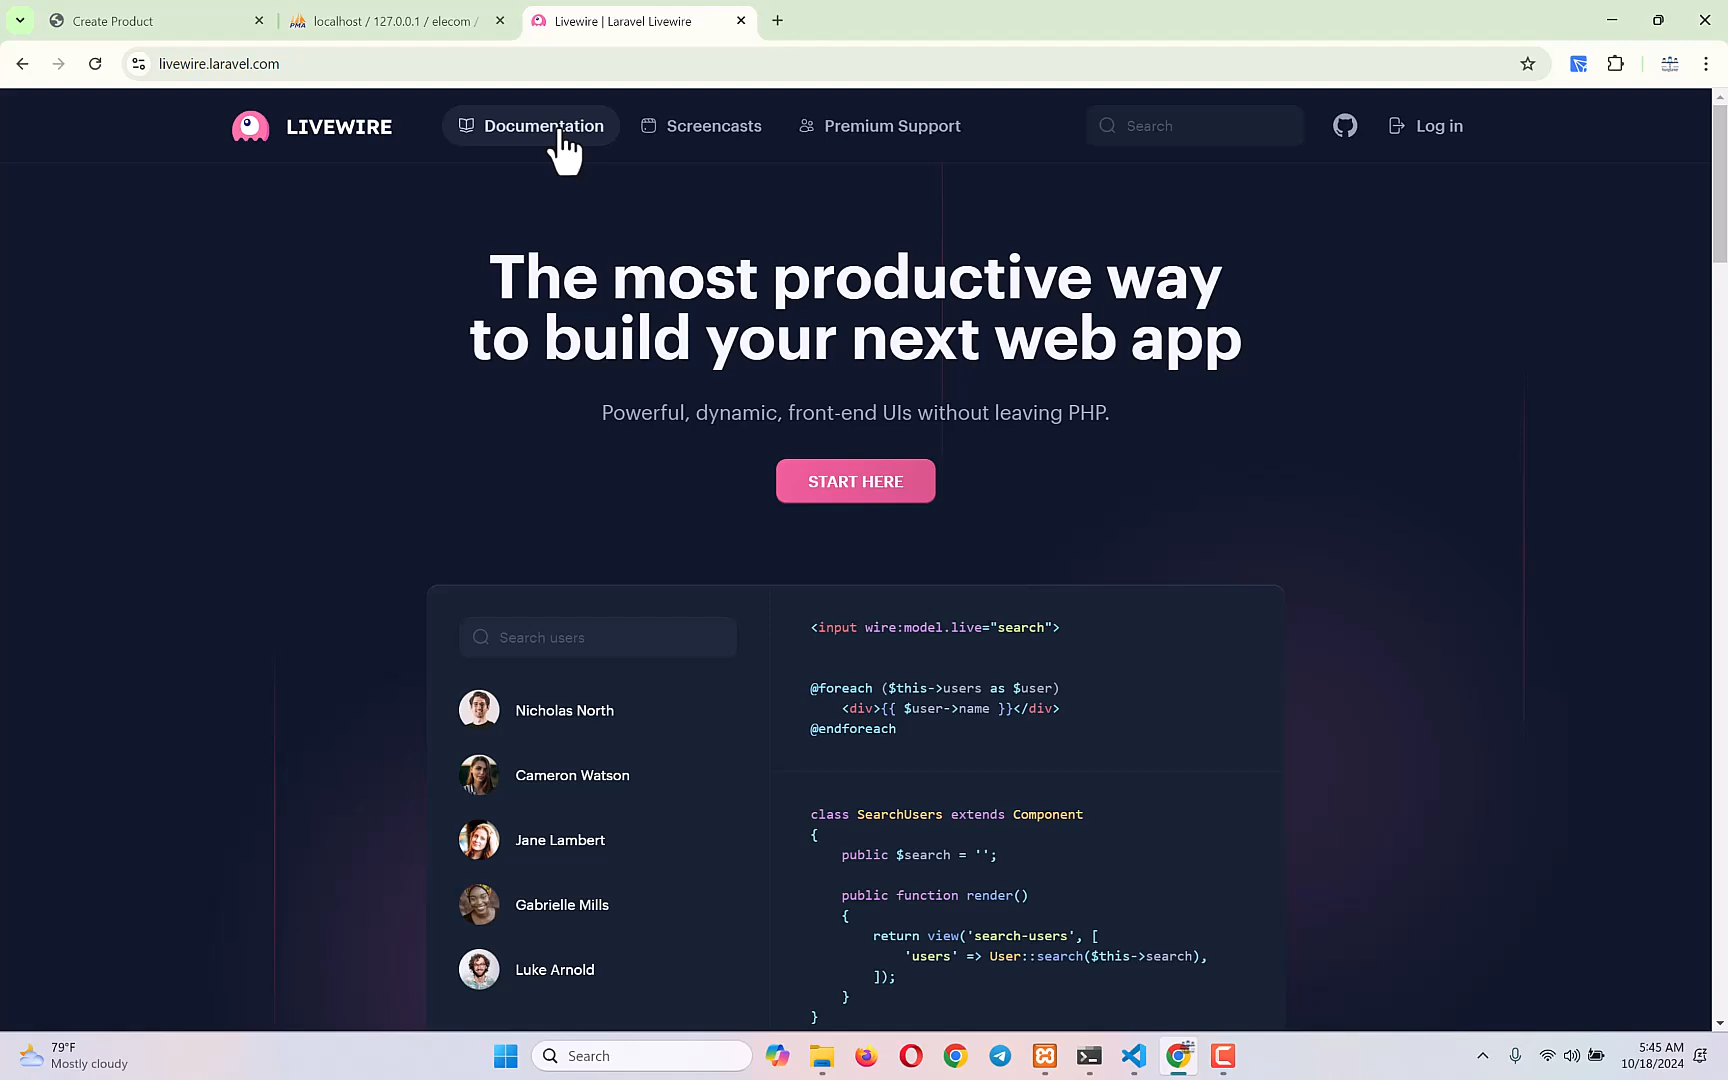 Create Product
localhost / 127.0.0.1 / elecom /
Livewire | Laravel Livewire
livewire.laravel.com
LIVEWIRE
Documentation
Screencasts
Premium Support
Search
Log in
The most productive way
to build your next web app
Powerful, dynamic, front-end UIs without leaving PHP.
START HERE
Search users
Nicholas North
Cameron Watson
Jane Lambert
Gabrielle Mills
Luke Arnold
<input wire:model.live="search">
@foreach ($this->users as $user)
<div>{{ $user->name }}</div>
@endforeach
class SearchUsers extends Component
{
public $search = '';
public function render()
{
return view('search-users', [
'users' => User::search($this->search),
]);
}
}
79°F
Mostly cloudy
Search
5:45 AM
10/18/2024